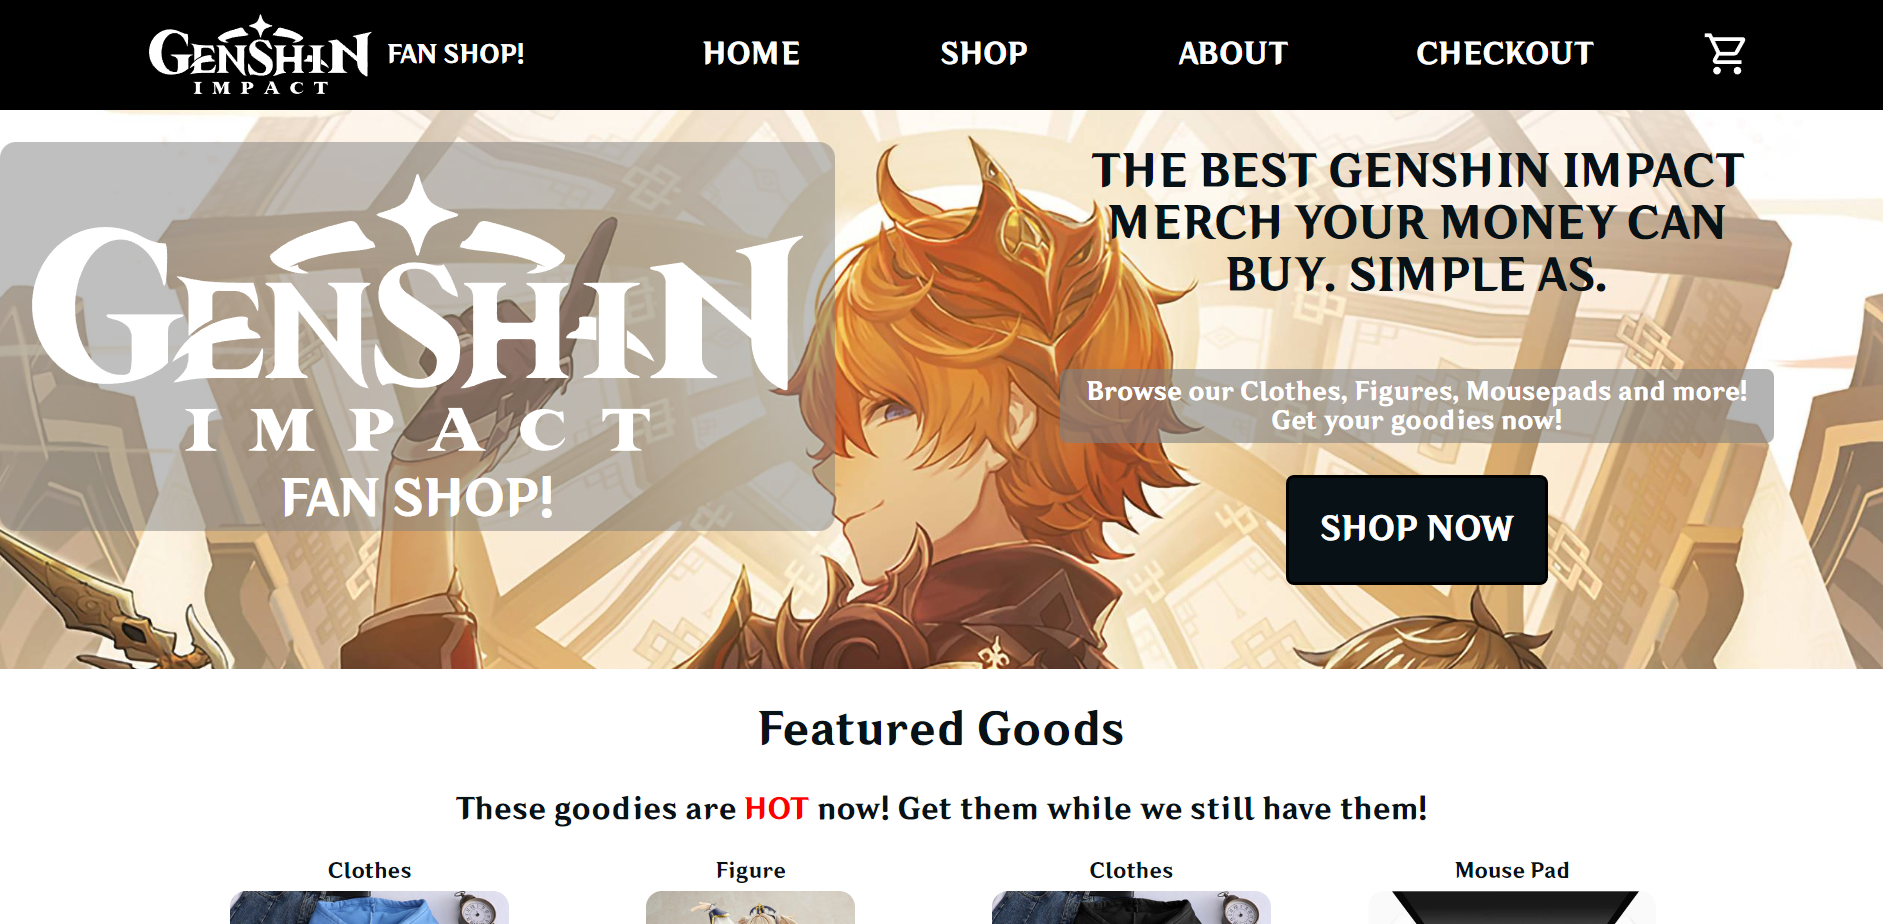 GENSHIN
IMPACT
FAN SHOP!
HOME
SHOP
ABOUT
CHECKOUT
GENSHIN
IMPACT
FAN SHOP!
THE BEST GENSHIN IMPACT
MERCH YOUR MONEY CAN
BUY. SIMPLE AS.
Browse our Clothes, Figures, Mousepads and more!
Get your goodies now!
SHOP NOW
Featured Goods
These goodies are HOT now! Get them while we still have them!
Clothes
Figure
Clothes
Mouse Pad